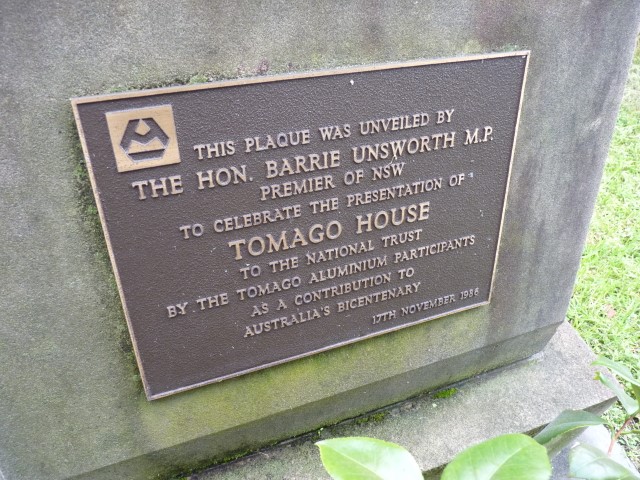 THIS PLAQUE WAS UNVEILED BY
THE HON. BARRIE UNSWORTH M.P.
PREMIER OF NSW
TO CELEBRATE THE PRESENTATION OF
TOMAGO HOUSE
TO THE NATIONAL TRUST
BY THE TOMAGO ALUMINIUM PARTICIPANTS
AS A CONTRIBUTION TO
AUSTRALIA'S BICENTENARY
17TH NOVEMBER 1986